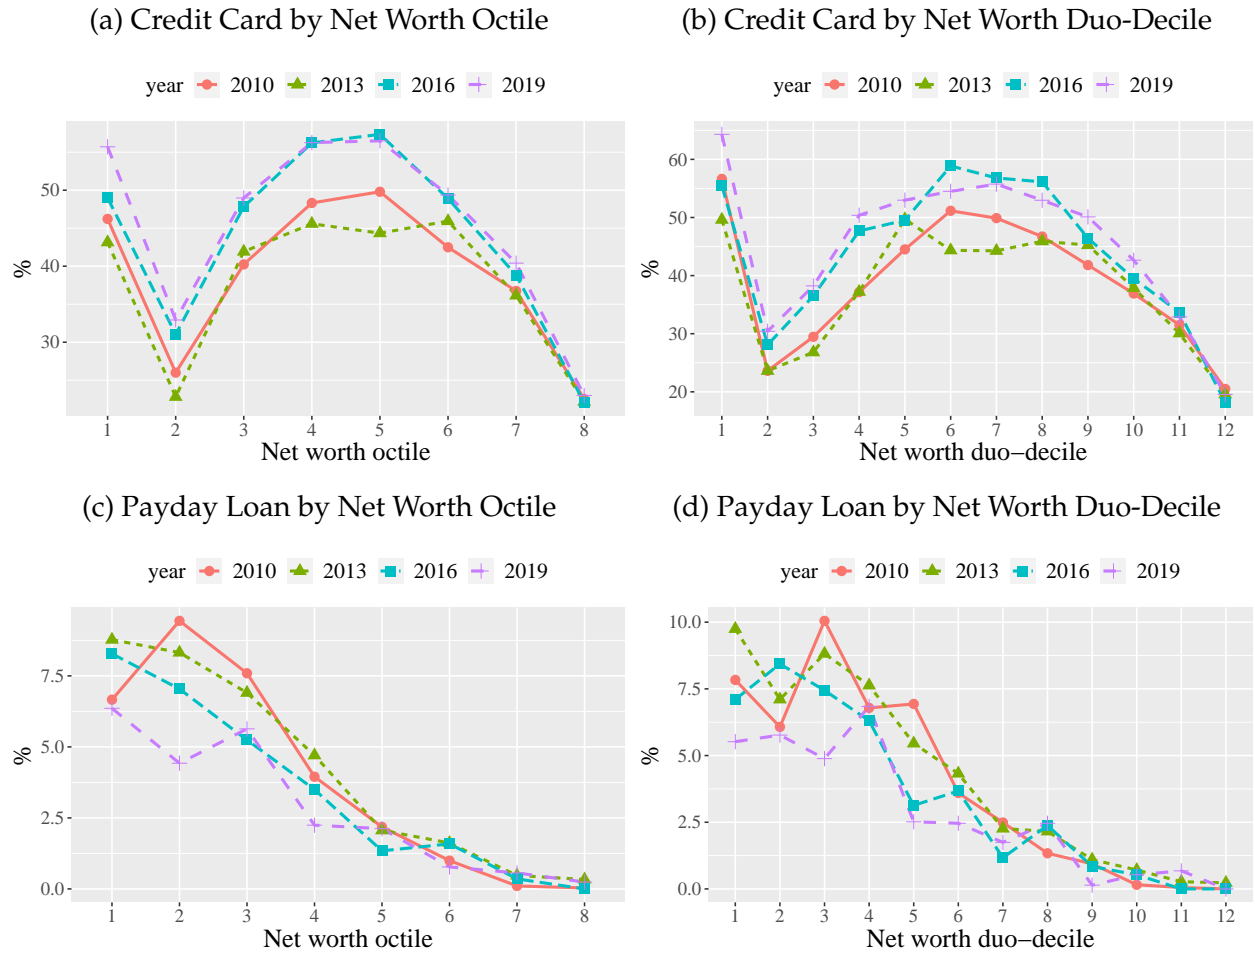 (a) Credit Card by Net Worth Octile
year 2010 2013 2016 2019
50
40
30
%
1 2 3 4 5 6 7 8
Net worth octile
(b) Credit Card by Net Worth Duo-Decile
year 2010 2013 2016 2019
60
50
40
30
20
%
1 2 3 4 5 6 7 8 9 10 11 12
Net worth duo−decile
(c) Payday Loan by Net Worth Octile
year 2010 2013 2016 2019
7.5
5.0
2.5
0.0
%
1 2 3 4 5 6 7 8
Net worth octile
(d) Payday Loan by Net Worth Duo-Decile
year 2010 2013 2016 2019
10.0
7.5
5.0
2.5
0.0
%
1 2 3 4 5 6 7 8 9 10 11 12
Net worth duo−decile